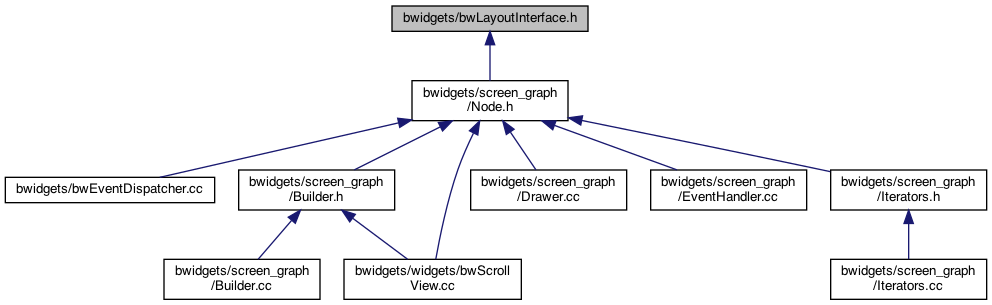 bwidgets/bwLayoutInterface.h
bwidgets/screen_graph
/Node.h
bwidgets/bwEventDispatcher.cc
bwidgets/screen_graph
/Builder.h
bwidgets/screen_graph
/Drawer.cc
bwidgets/screen_graph
/EventHandler.cc
bwidgets/screen_graph
/Iterators.h
bwidgets/screen_graph
/Builder.cc
bwidgets/widgets/bwScroll
View.cc
bwidgets/screen_graph
/Iterators.cc